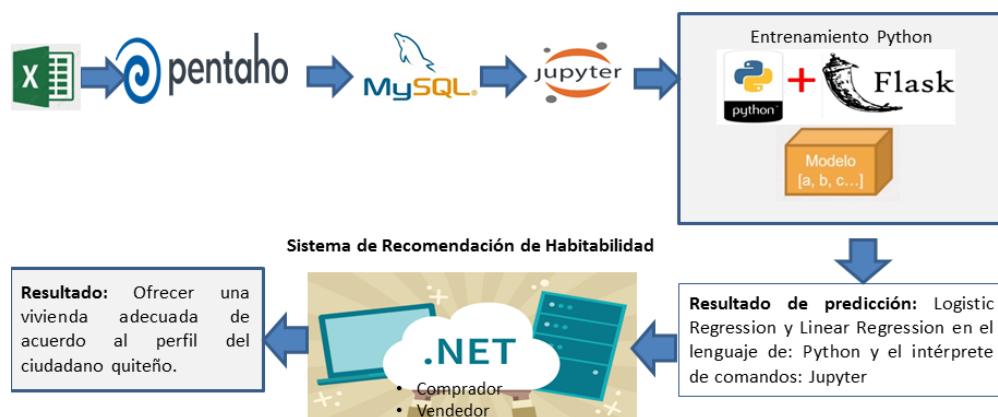 X
pentaho
MySQL®
jupyter
Entrenamiento Python
python
+
Flask
Modelo
[a, b, c...]
Sistema de Recomendación de Habitabilidad
Resultado: Ofrecer una
vivienda adecuada de
acuerdo al perfil del
ciudadano quiteño.
.NET
• Comprador
• Vendedor
Resultado de predicción: Logistic
Regression y Linear Regression en el
lenguaje de: Python y el intérprete
de comandos: Jupyter